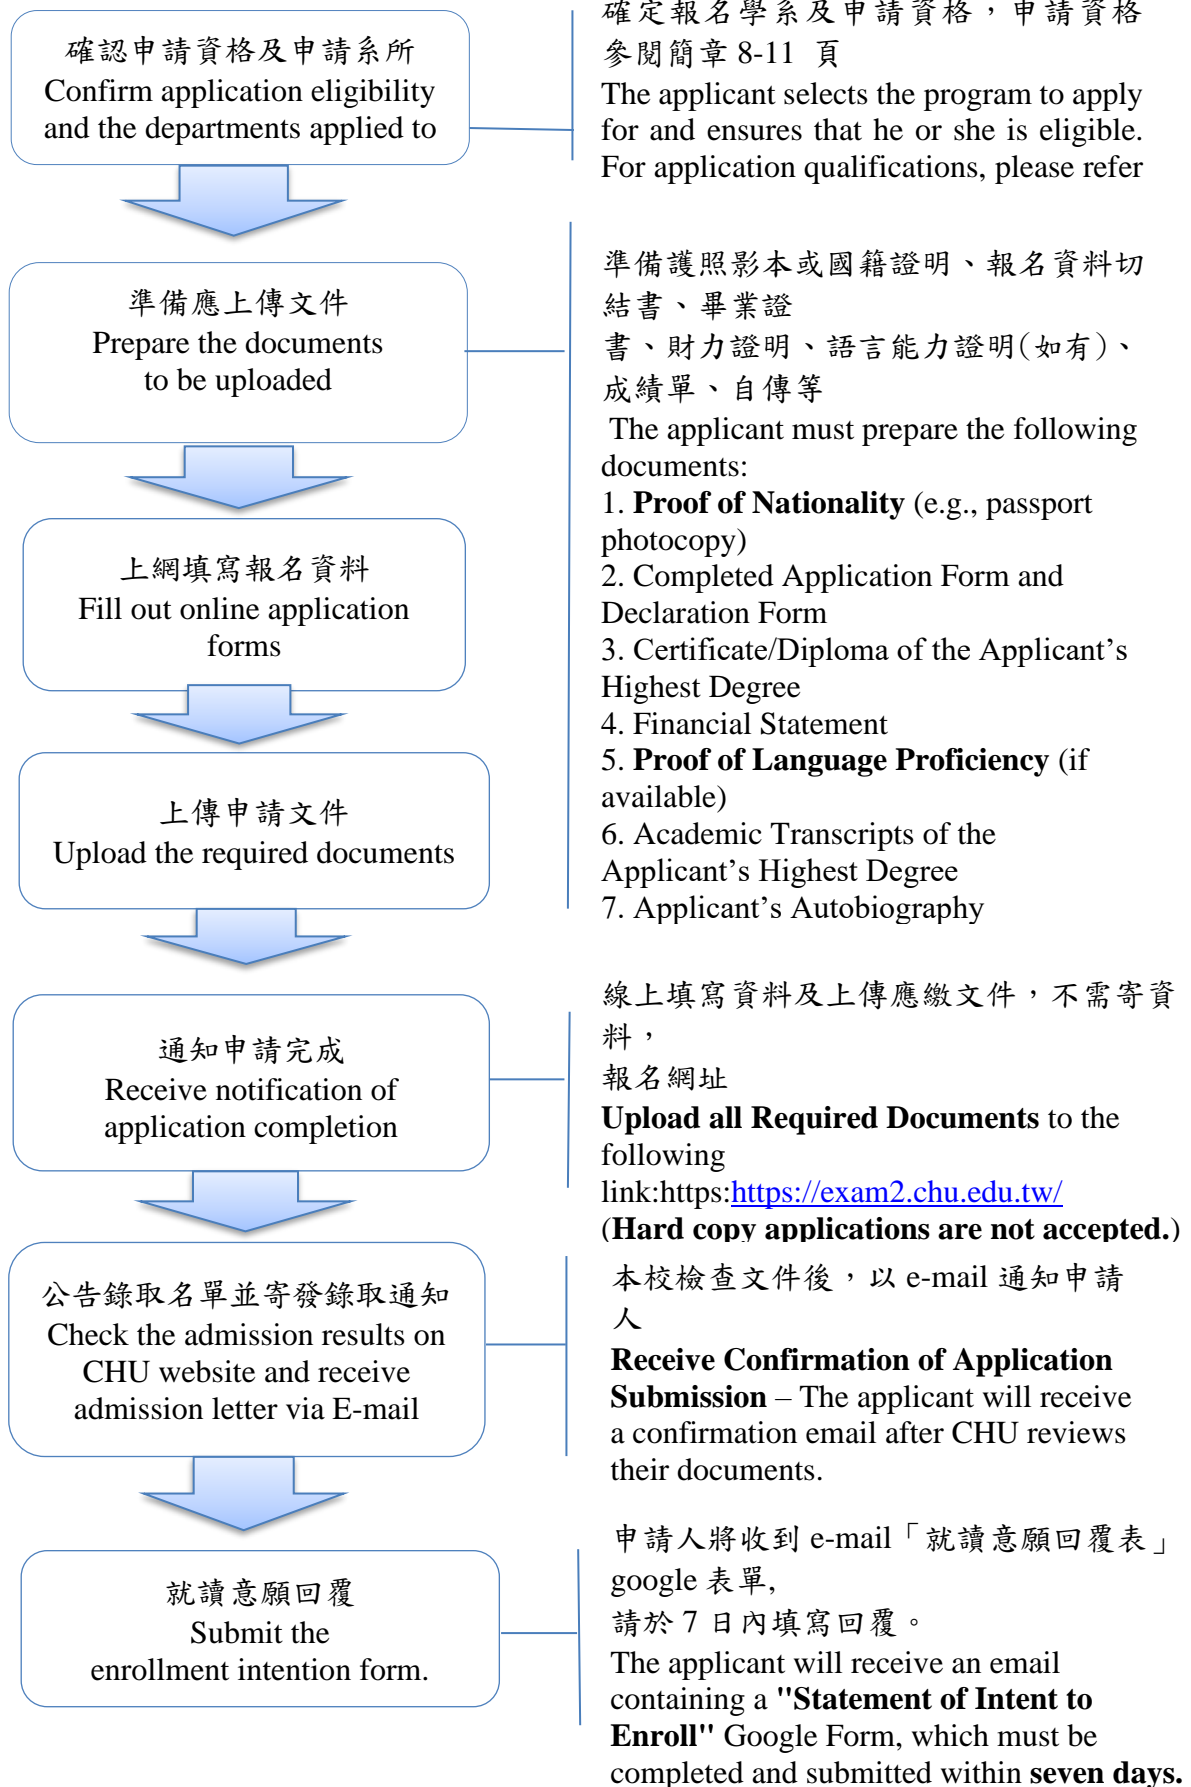 確認申請資格及申請系所
Confirm application eligibility
and the departments applied to
確定報名學系及申請資格，申請資格
參閱簡章 8-11 頁
The applicant selects the program to apply
for and ensures that he or she is eligible.
For application qualifications, please refer
準備應上傳文件
Prepare the documents
to be uploaded
準備護照影本或國籍證明、報名資料切
結書、畢業證
書、財力證明、語言能力證明(如有)、
成績單、自傳等
The applicant must prepare the following
documents:
1. Proof of Nationality (e.g., passport
photocopy)
2. Completed Application Form and
Declaration Form
3. Certificate/Diploma of the Applicant’s
Highest Degree
4. Financial Statement
5. Proof of Language Proficiency (if
available)
6. Academic Transcripts of the
Applicant’s Highest Degree
7. Applicant’s Autobiography
上網填寫報名資料
Fill out online application
forms
上傳申請文件
Upload the required documents
通知申請完成
Receive notification of
application completion
線上填寫資料及上傳應繳文件，不需寄資
料，
報名網址
Upload all Required Documents to the
following
link:https:https://exam2.chu.edu.tw/
(Hard copy applications are not accepted.)
公告錄取名單並寄發錄取通知
Check the admission results on
CHU website and receive
admission letter via E-mail
本校檢查文件後，以 e-mail 通知申請
人
Receive Confirmation of Application
Submission – The applicant will receive
a confirmation email after CHU reviews
their documents.
就讀意願回覆
Submit the
enrollment intention form.
申請人將收到 e-mail「就讀意願回覆表」
google 表單,
請於 7 日內填寫回覆。
The applicant will receive an email
containing a "Statement of Intent to
Enroll" Google Form, which must be
completed and submitted within seven days.